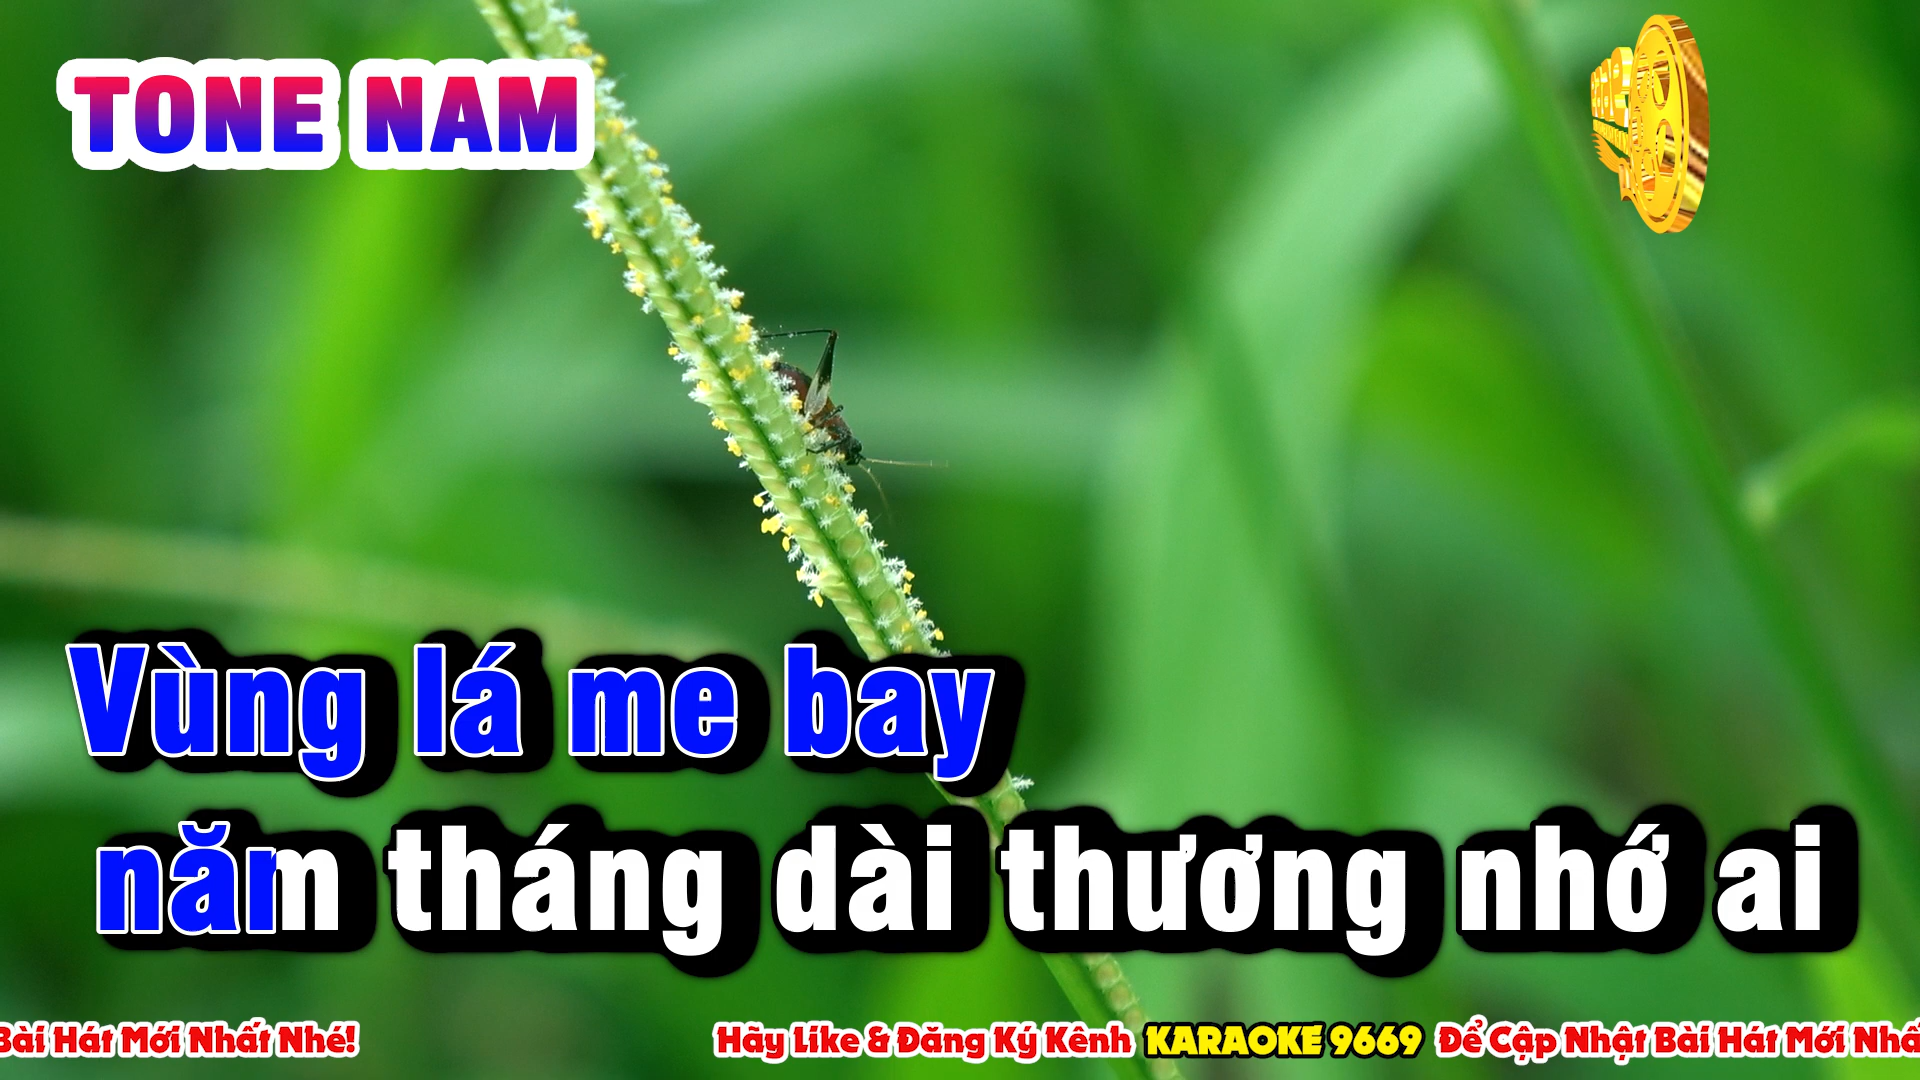 TONE NAM
Vùng lá me bay
năm tháng dài thương nhớ ai
Bài Hát Mới Nhất Nhé! Hãy Like & Đăng Ký Kênh KARAOKE 9669 Để Cập Nhật Bài Hát Mới